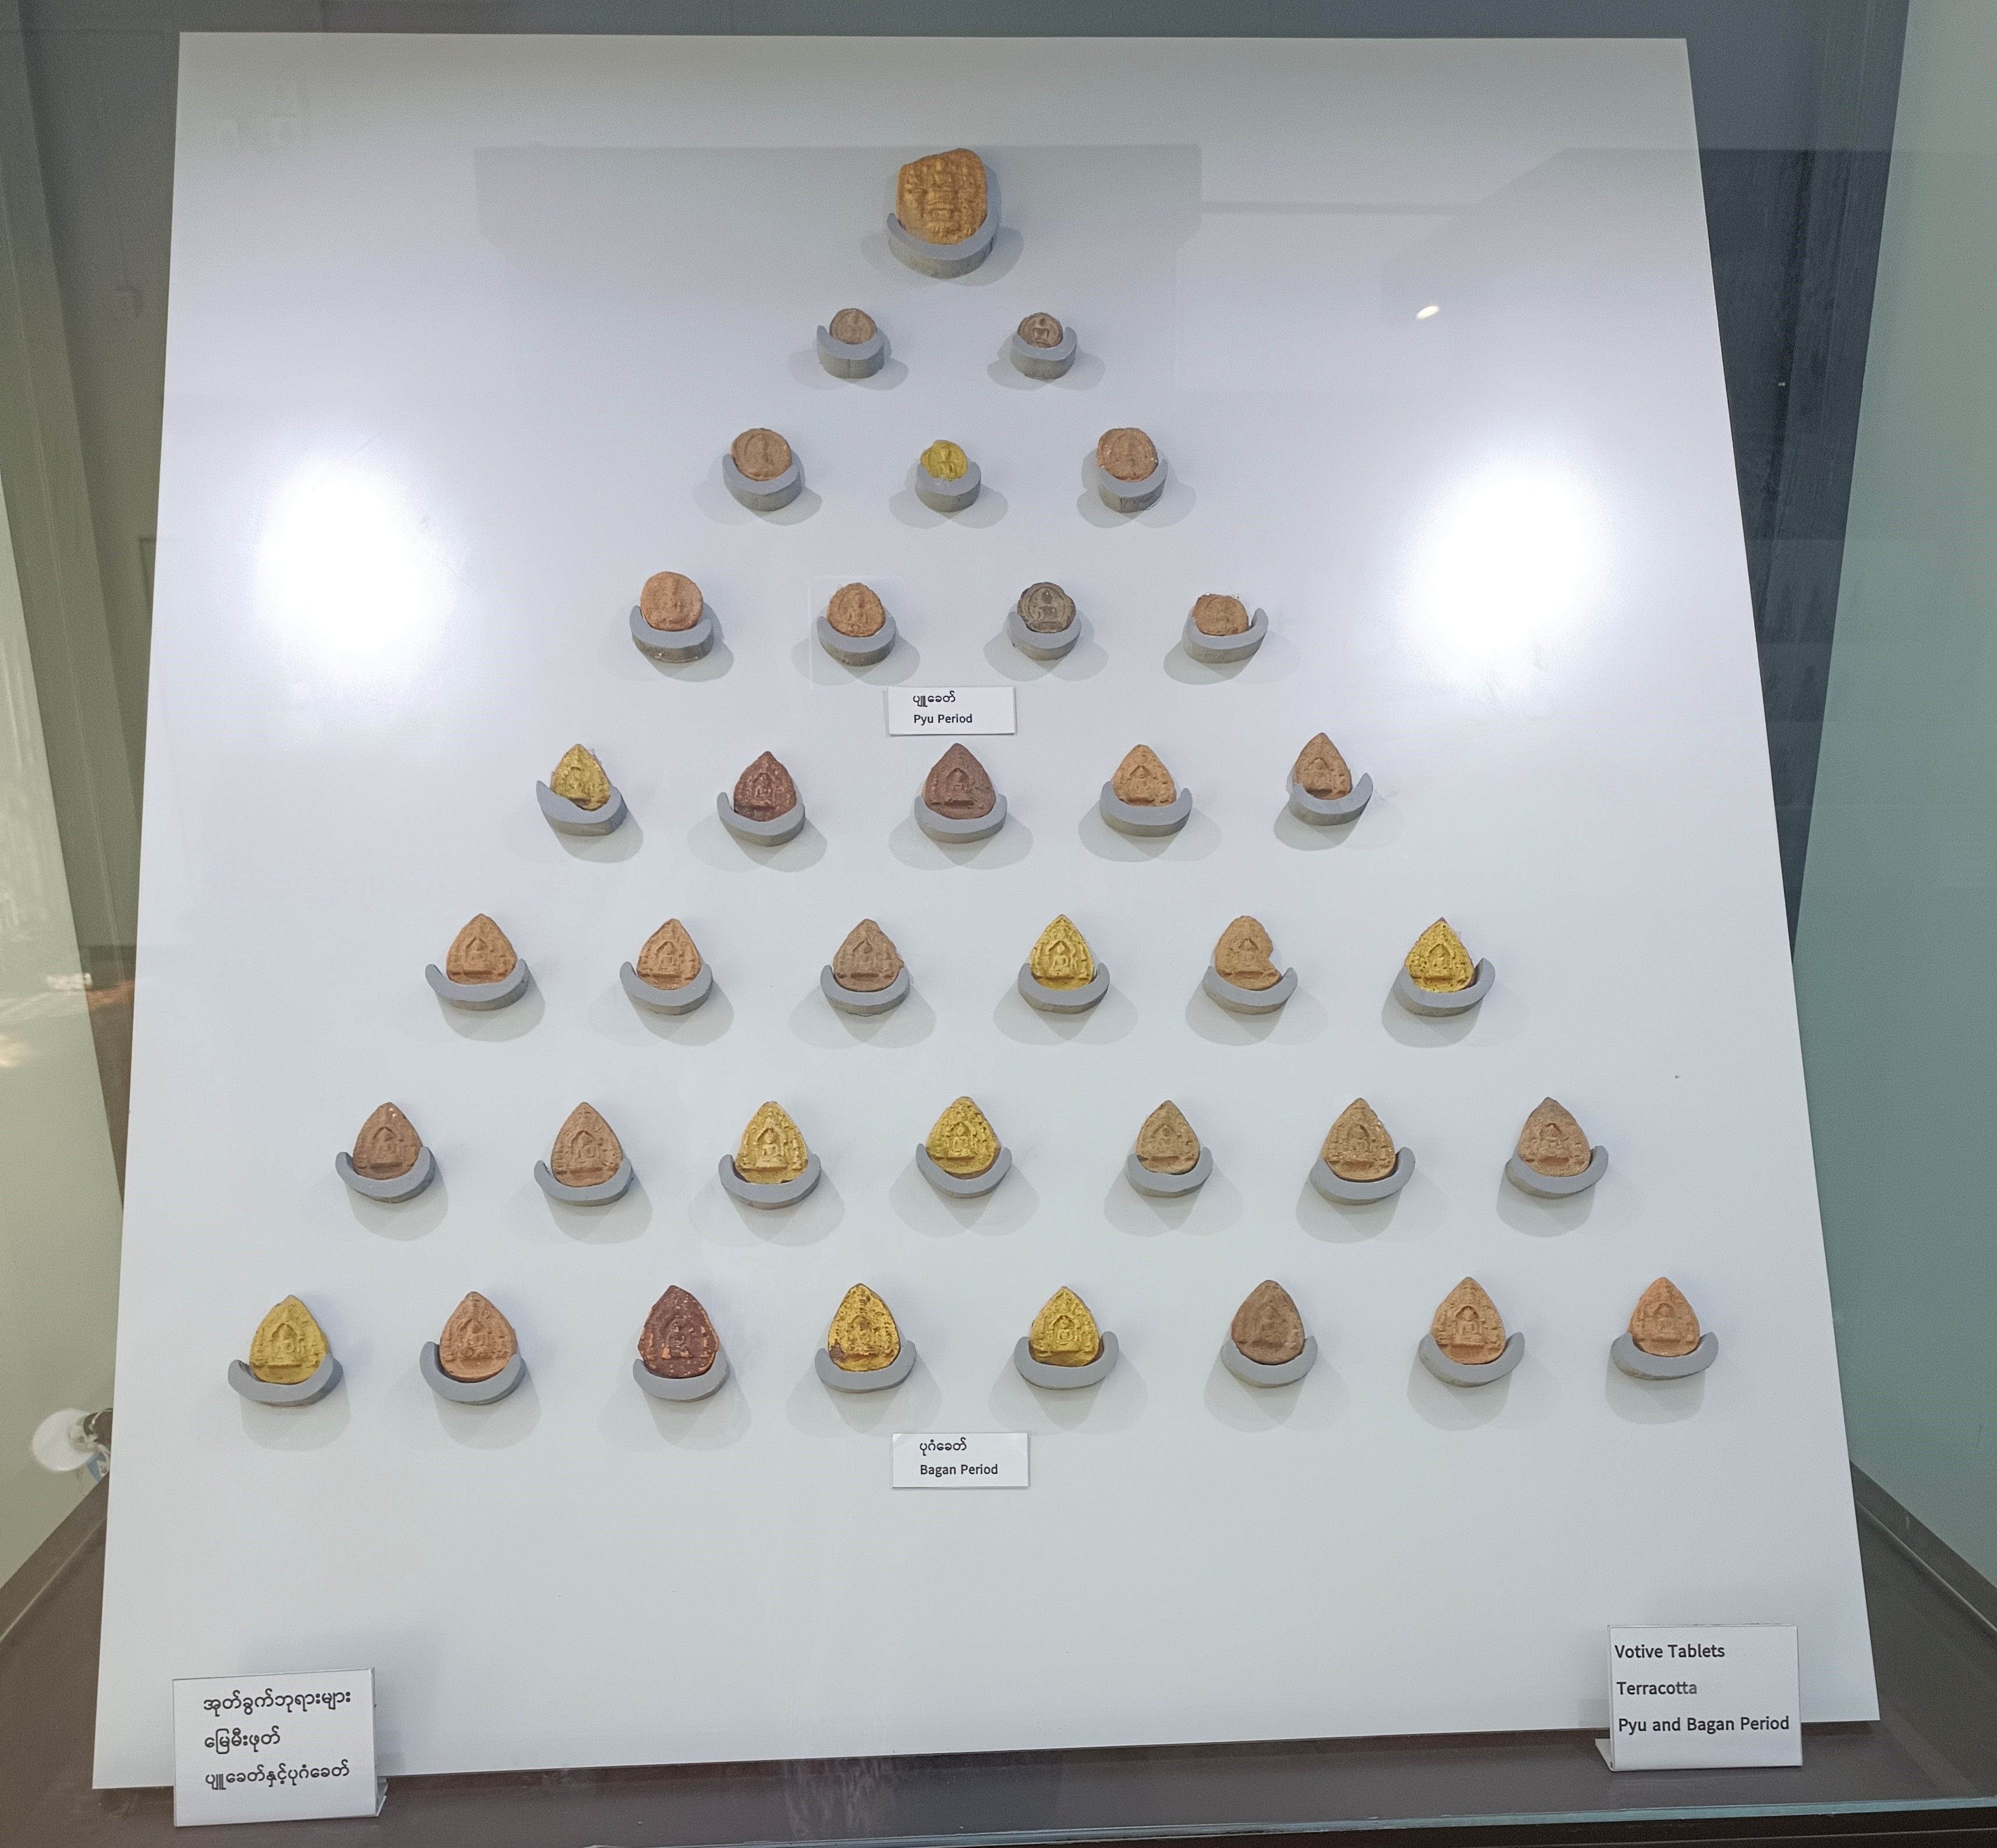 ပျူခေတ်
Pyu Period
ပုဂံခေတ်
Bagan Period
အုတ်ခွက်ဘုရားများ
မြေမီးဖုတ်
ပျူခေတ်နှင့်ပုဂံခေတ်
Votive Tablets
Terracotta
Pyu and Bagan Period